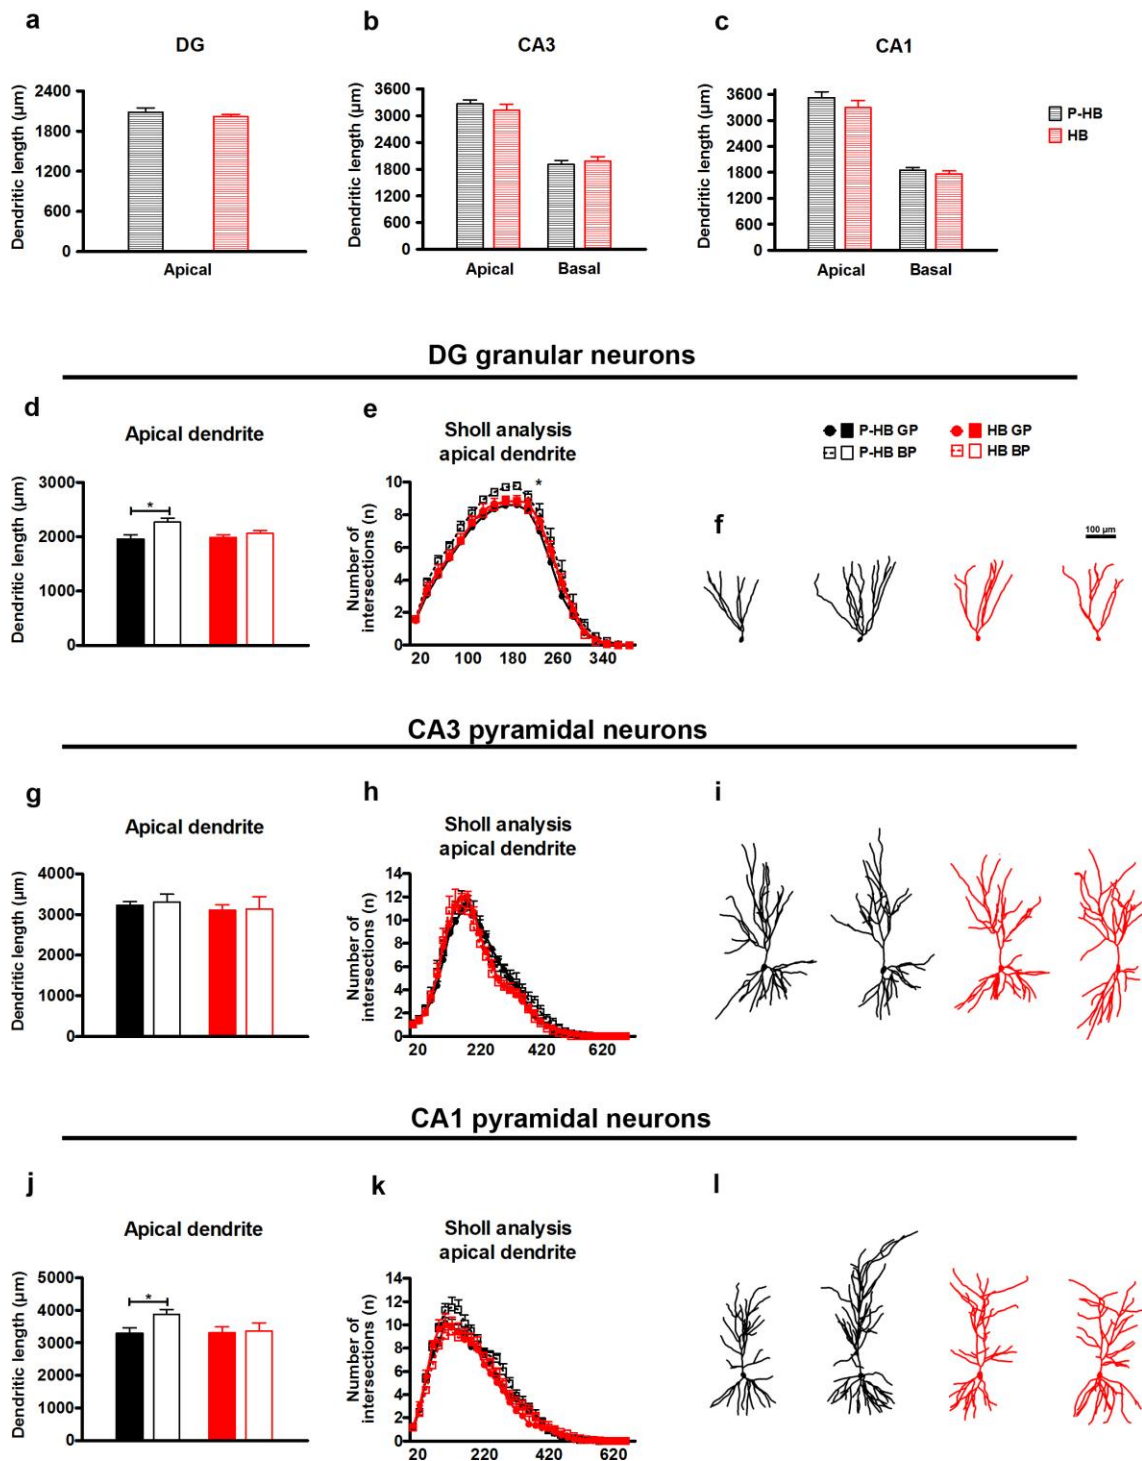 a
DG
Dendritic length (µm)
2400
1800
1200
600
0
Apical
b
CA3
Dendritic length (µm)
3600
3000
2400
1800
1200
600
0
Apical Basal
c
CA1
Dendritic length (µm)
3600
3000
2400
1800
1200
600
0
Apical Basal
P-HB
HB
DG granular neurons
d
Apical dendrite
Dendritic length (µm)
3000
2000
1000
0
*
e
Sholl analysis
apical dendrite
Number of
intersections (n)
10
8
6
4
2
0
*
20 100 180 260 340
P-HB GP HB GP
P-HB BP HB BP
f
100 µm
CA3 pyramidal neurons
g
Apical dendrite
Dendritic length (µm)
4000
3000
2000
1000
0
h
Sholl analysis
apical dendrite
Number of
intersections (n)
14
12
10
8
6
4
2
0
20 220 420 620
i
CA1 pyramidal neurons
j
Apical dendrite
Dendritic length (µm)
5000
4000
3000
2000
1000
0
*
k
Sholl analysis
apical dendrite
Number of
intersections (n)
14
12
10
8
6
4
2
0
20 220 420 620
l